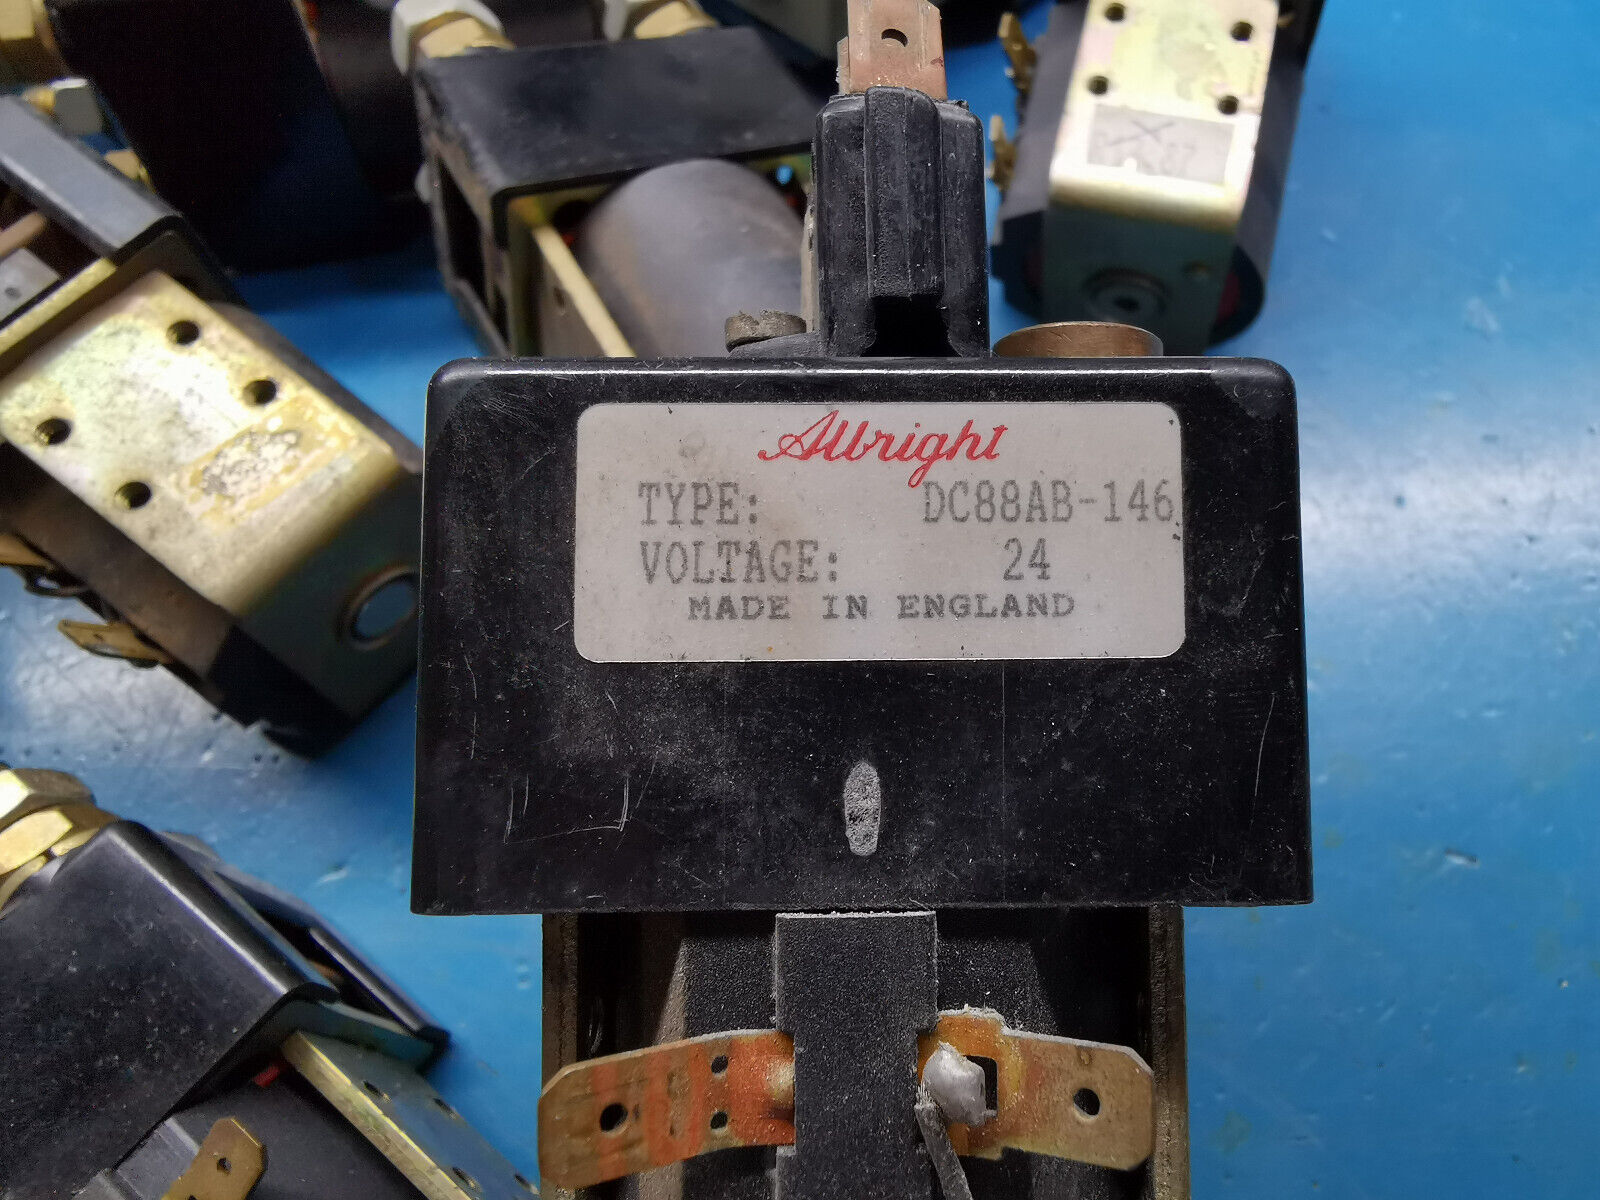 Albright
TYPE: DC88AB-146
VOLTAGE: 24
MADE IN ENGLAND